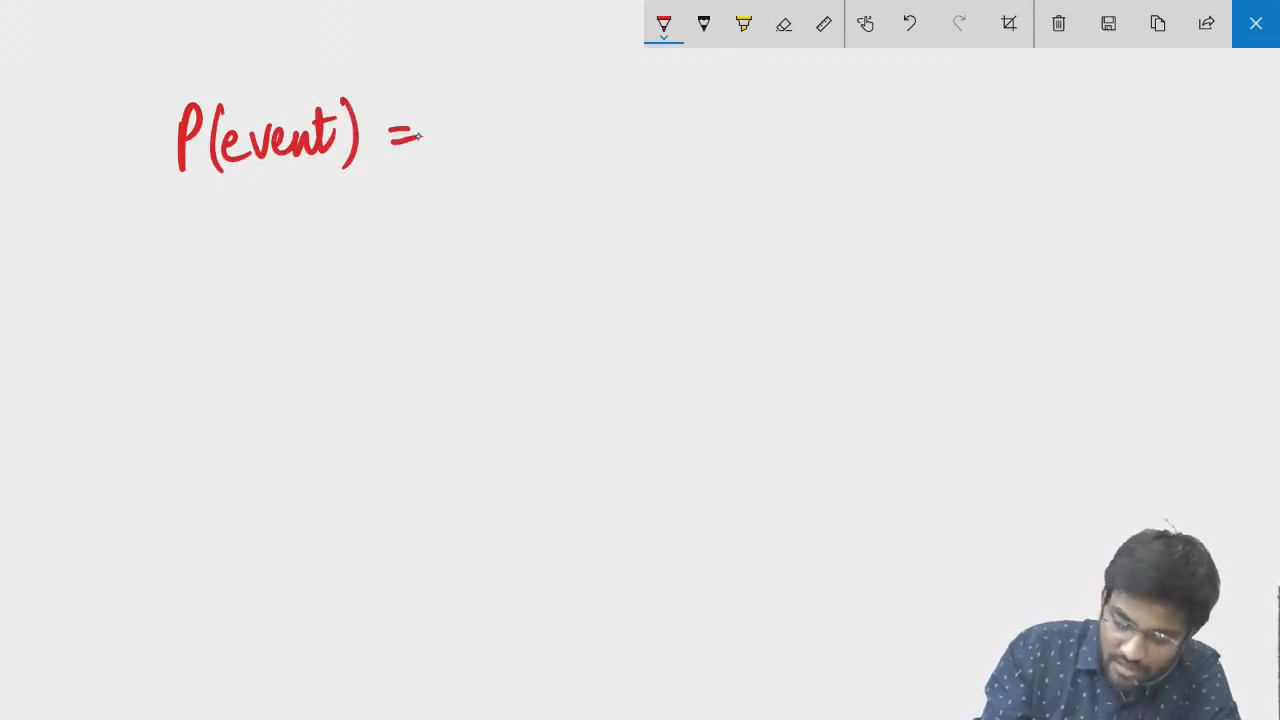 P(event) =